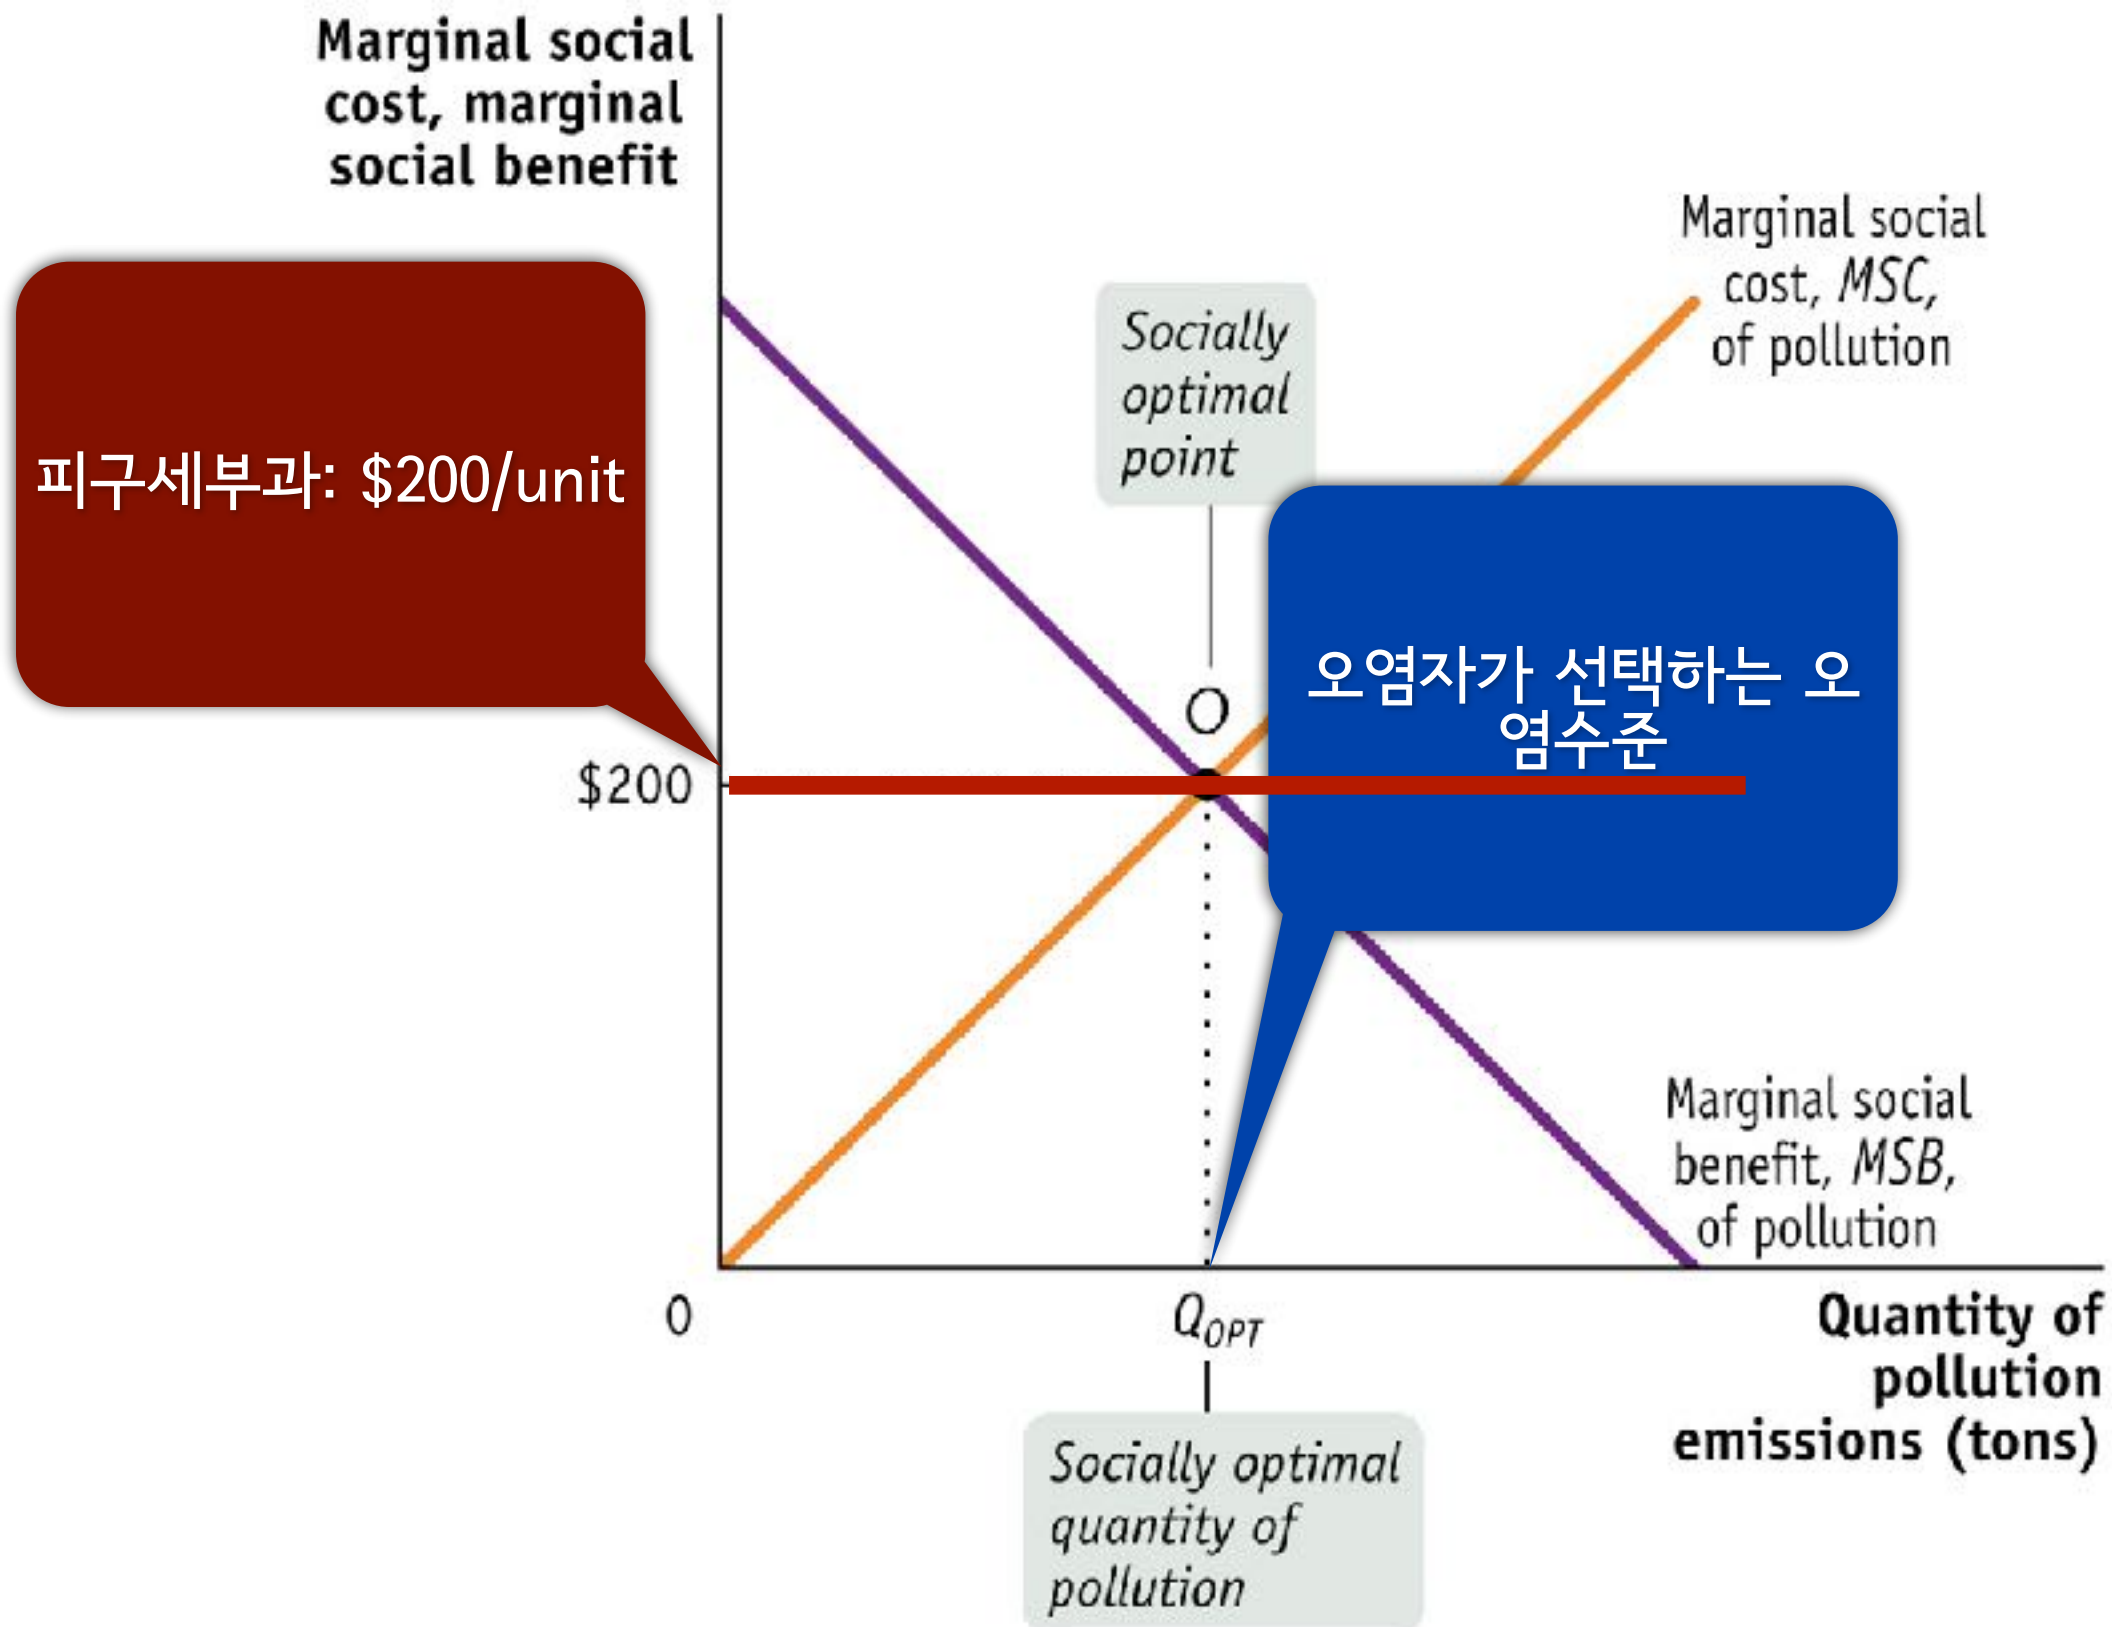 Marginal social
cost, marginal
social benefit
Marginal social
cost, MSC,
of pollution
Socially
optimal
point
피구세부과: $200/unit
오염자가 선택하는 오
염수준
O
$200
Marginal social
benefit, MSB,
of pollution
0
QOPT
Quantity of
pollution
emissions (tons)
Socially optimal
quantity of
pollution